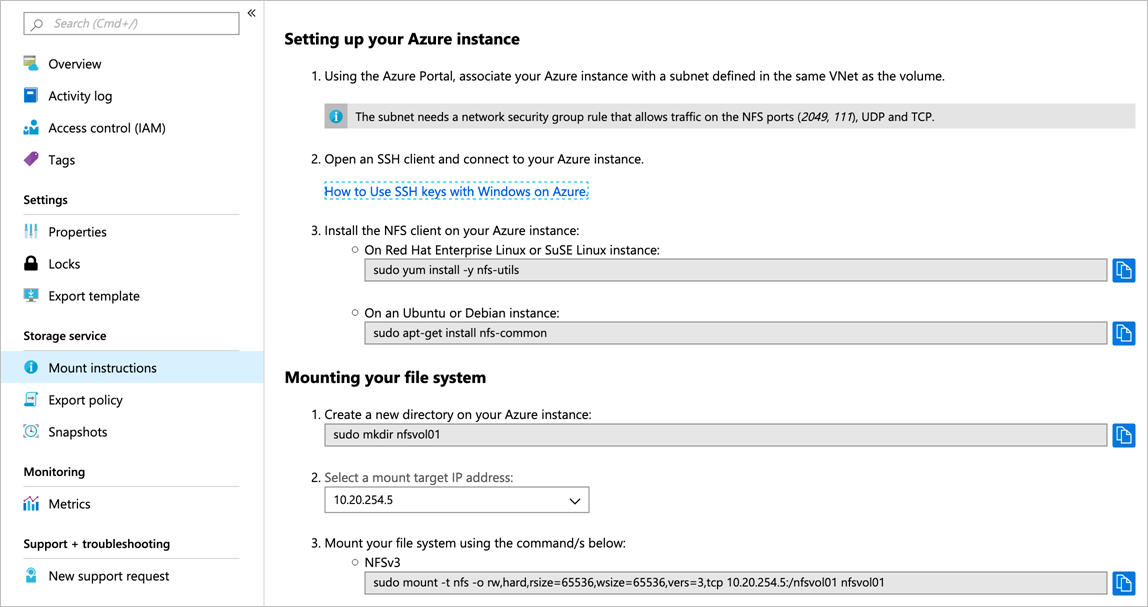 Search (Cmd+/)
«
Overview
Activity log
Access control (IAM)
Tags
Settings
Properties
Locks
Export template
Storage service
Mount instructions
Export policy
Snapshots
Monitoring
Metrics
Support + troubleshooting
New support request
Setting up your Azure instance
1. Using the Azure Portal, associate your Azure instance with a subnet defined in the same VNet as the volume.
The subnet needs a network security group rule that allows traffic on the NFS ports (2049, 111), UDP and TCP.
2. Open an SSH client and connect to your Azure instance.
How to Use SSH keys with Windows on Azure.
3. Install the NFS client on your Azure instance:
On Red Hat Enterprise Linux or SuSE Linux instance:
sudo yum install -y nfs-utils
On an Ubuntu or Debian instance:
sudo apt-get install nfs-common
Mounting your file system
1. Create a new directory on your Azure instance:
sudo mkdir nfsvol01
2. Select a mount target IP address:
10.20.254.5
3. Mount your file system using the command/s below:
NFSv3
sudo mount -t nfs -o rw,hard,rsize=65536,wsize=65536,vers=3,tcp 10.20.254.5:/nfsvol01 nfsvol01